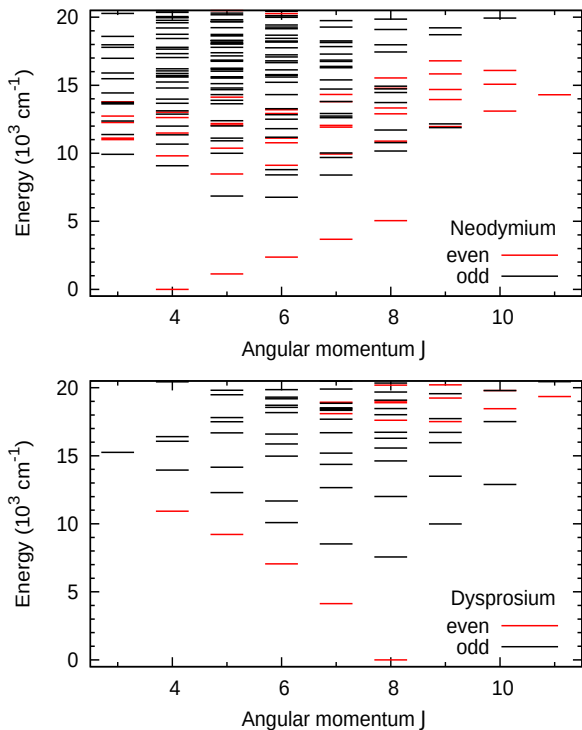 20
15
10
5
0
Energy (10³ cm⁻¹)
Neodymium
even
odd
4 6 8 10
Angular momentum J
20
15
10
5
0
Energy (10³ cm⁻¹)
Dysprosium
even
odd
4 6 8 10
Angular momentum J